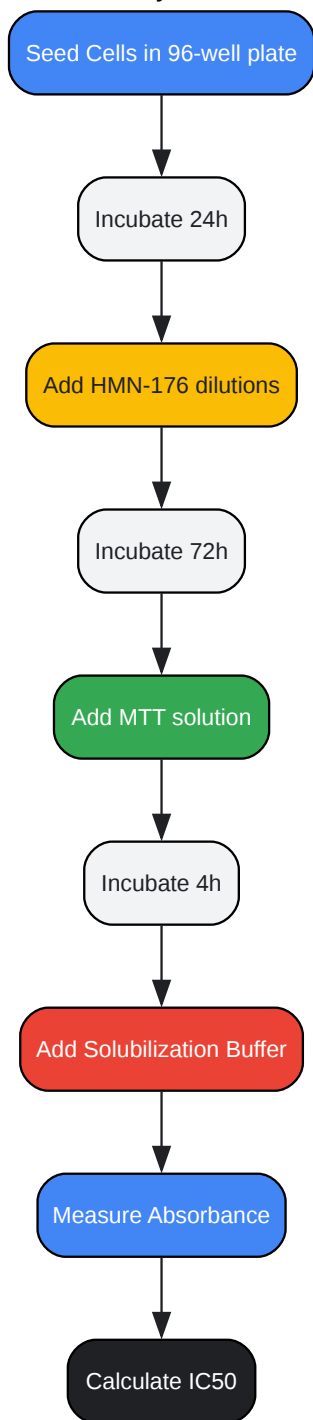 Seed Cells in 96-well plate
Incubate 24h
Add HMN-176 dilutions
Incubate 72h
Add MTT solution
Incubate 4h
Add Solubilization Buffer
Measure Absorbance
Calculate IC50